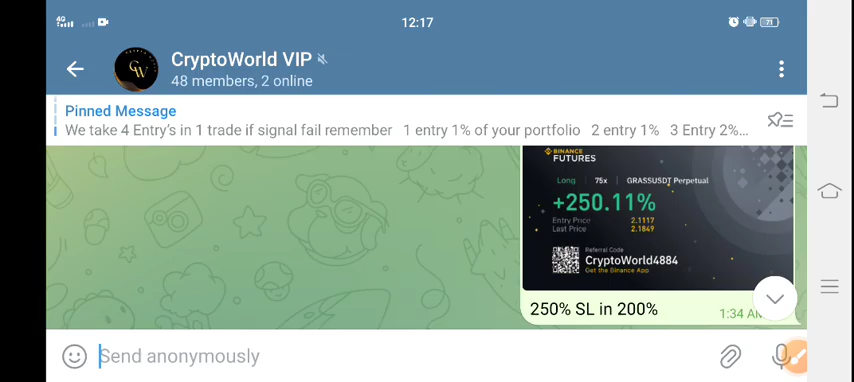 4G 12:17 71
CryptoWorld VIP
48 members, 2 online
Pinned Message
We take 4 Entry's in 1 trade if signal fail remember 1 entry 1% of your portfolio 2 entry 1% 3 Entry 2%...
BINANCE
FUTURES
Long | 75x | GRASSUSDT Perpetual
+250.11%
Entry Price 2.1117
Last Price 2.1849
Referral Code
CryptoWorld4884
Get the Binance App
250% SL in 200%
1:34 AM
Send anonymously